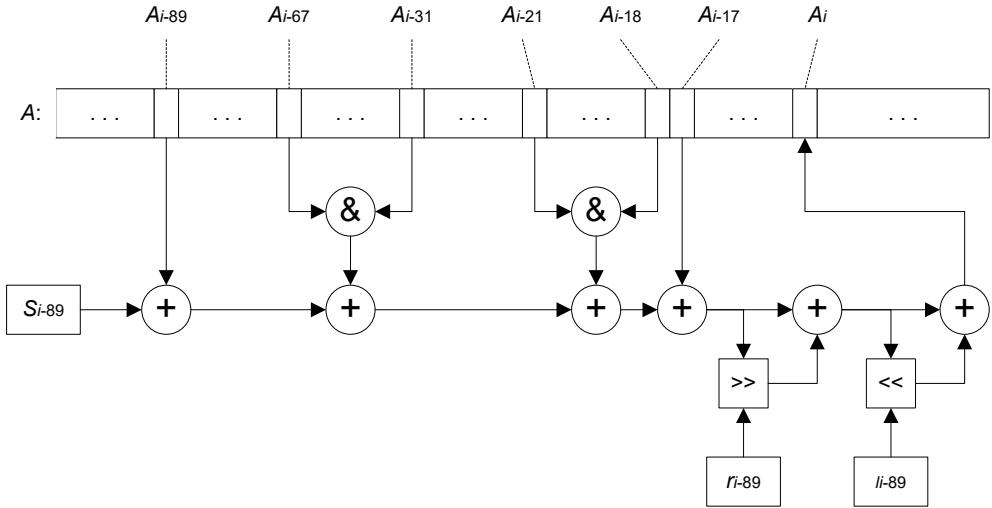 Ai-89 Ai-67 Ai-31 Ai-21 Ai-18 Ai-17 Ai
A: . . . . . . . . . . . . . . . . . . . . .
& &
Si-89 + + + + + +
>> <<
ri-89 li-89